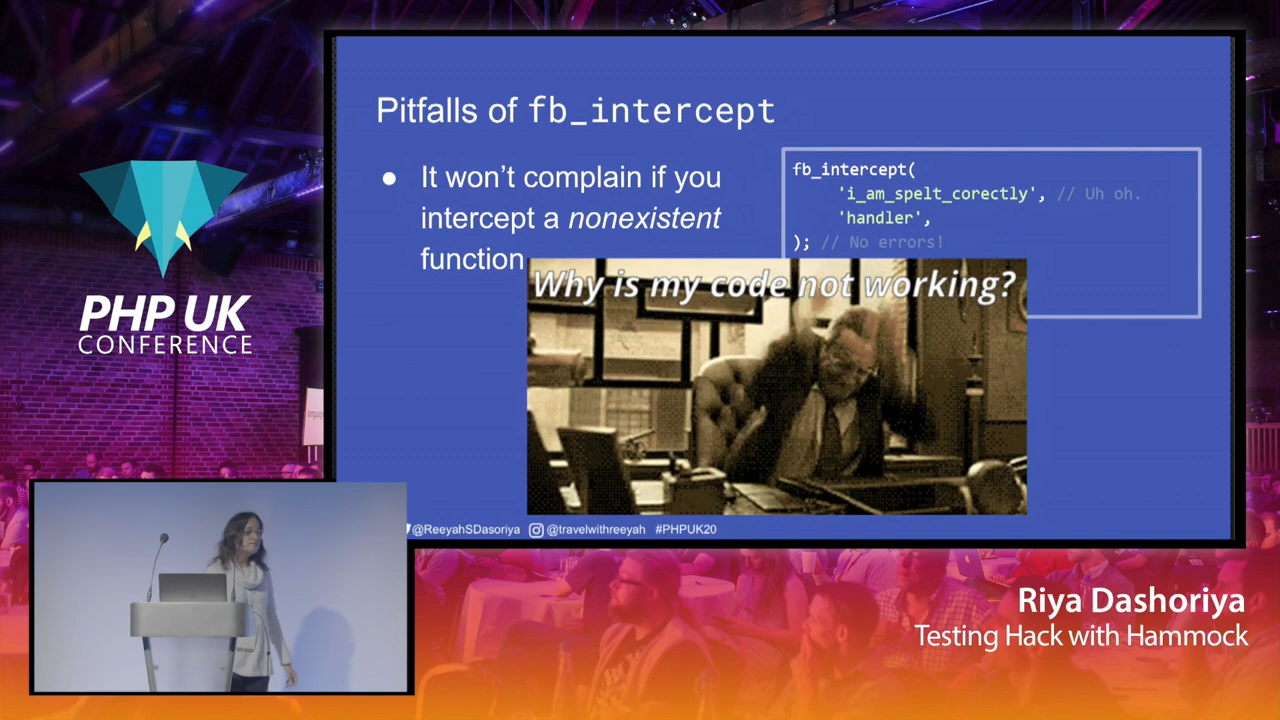 Pitfalls of fb_intercept
● It won't complain if you
intercept a nonexistent
function
fb_intercept(
'i_am_spelt_corectly', // Uh oh.
'handler',
); // No errors!
Why is my code not working?
PHP UK
CONFERENCE
@ReeyahSDasoriya @travelwithreeyah #PHPUK20
Riya Dashoriya
Testing Hack with Hammock